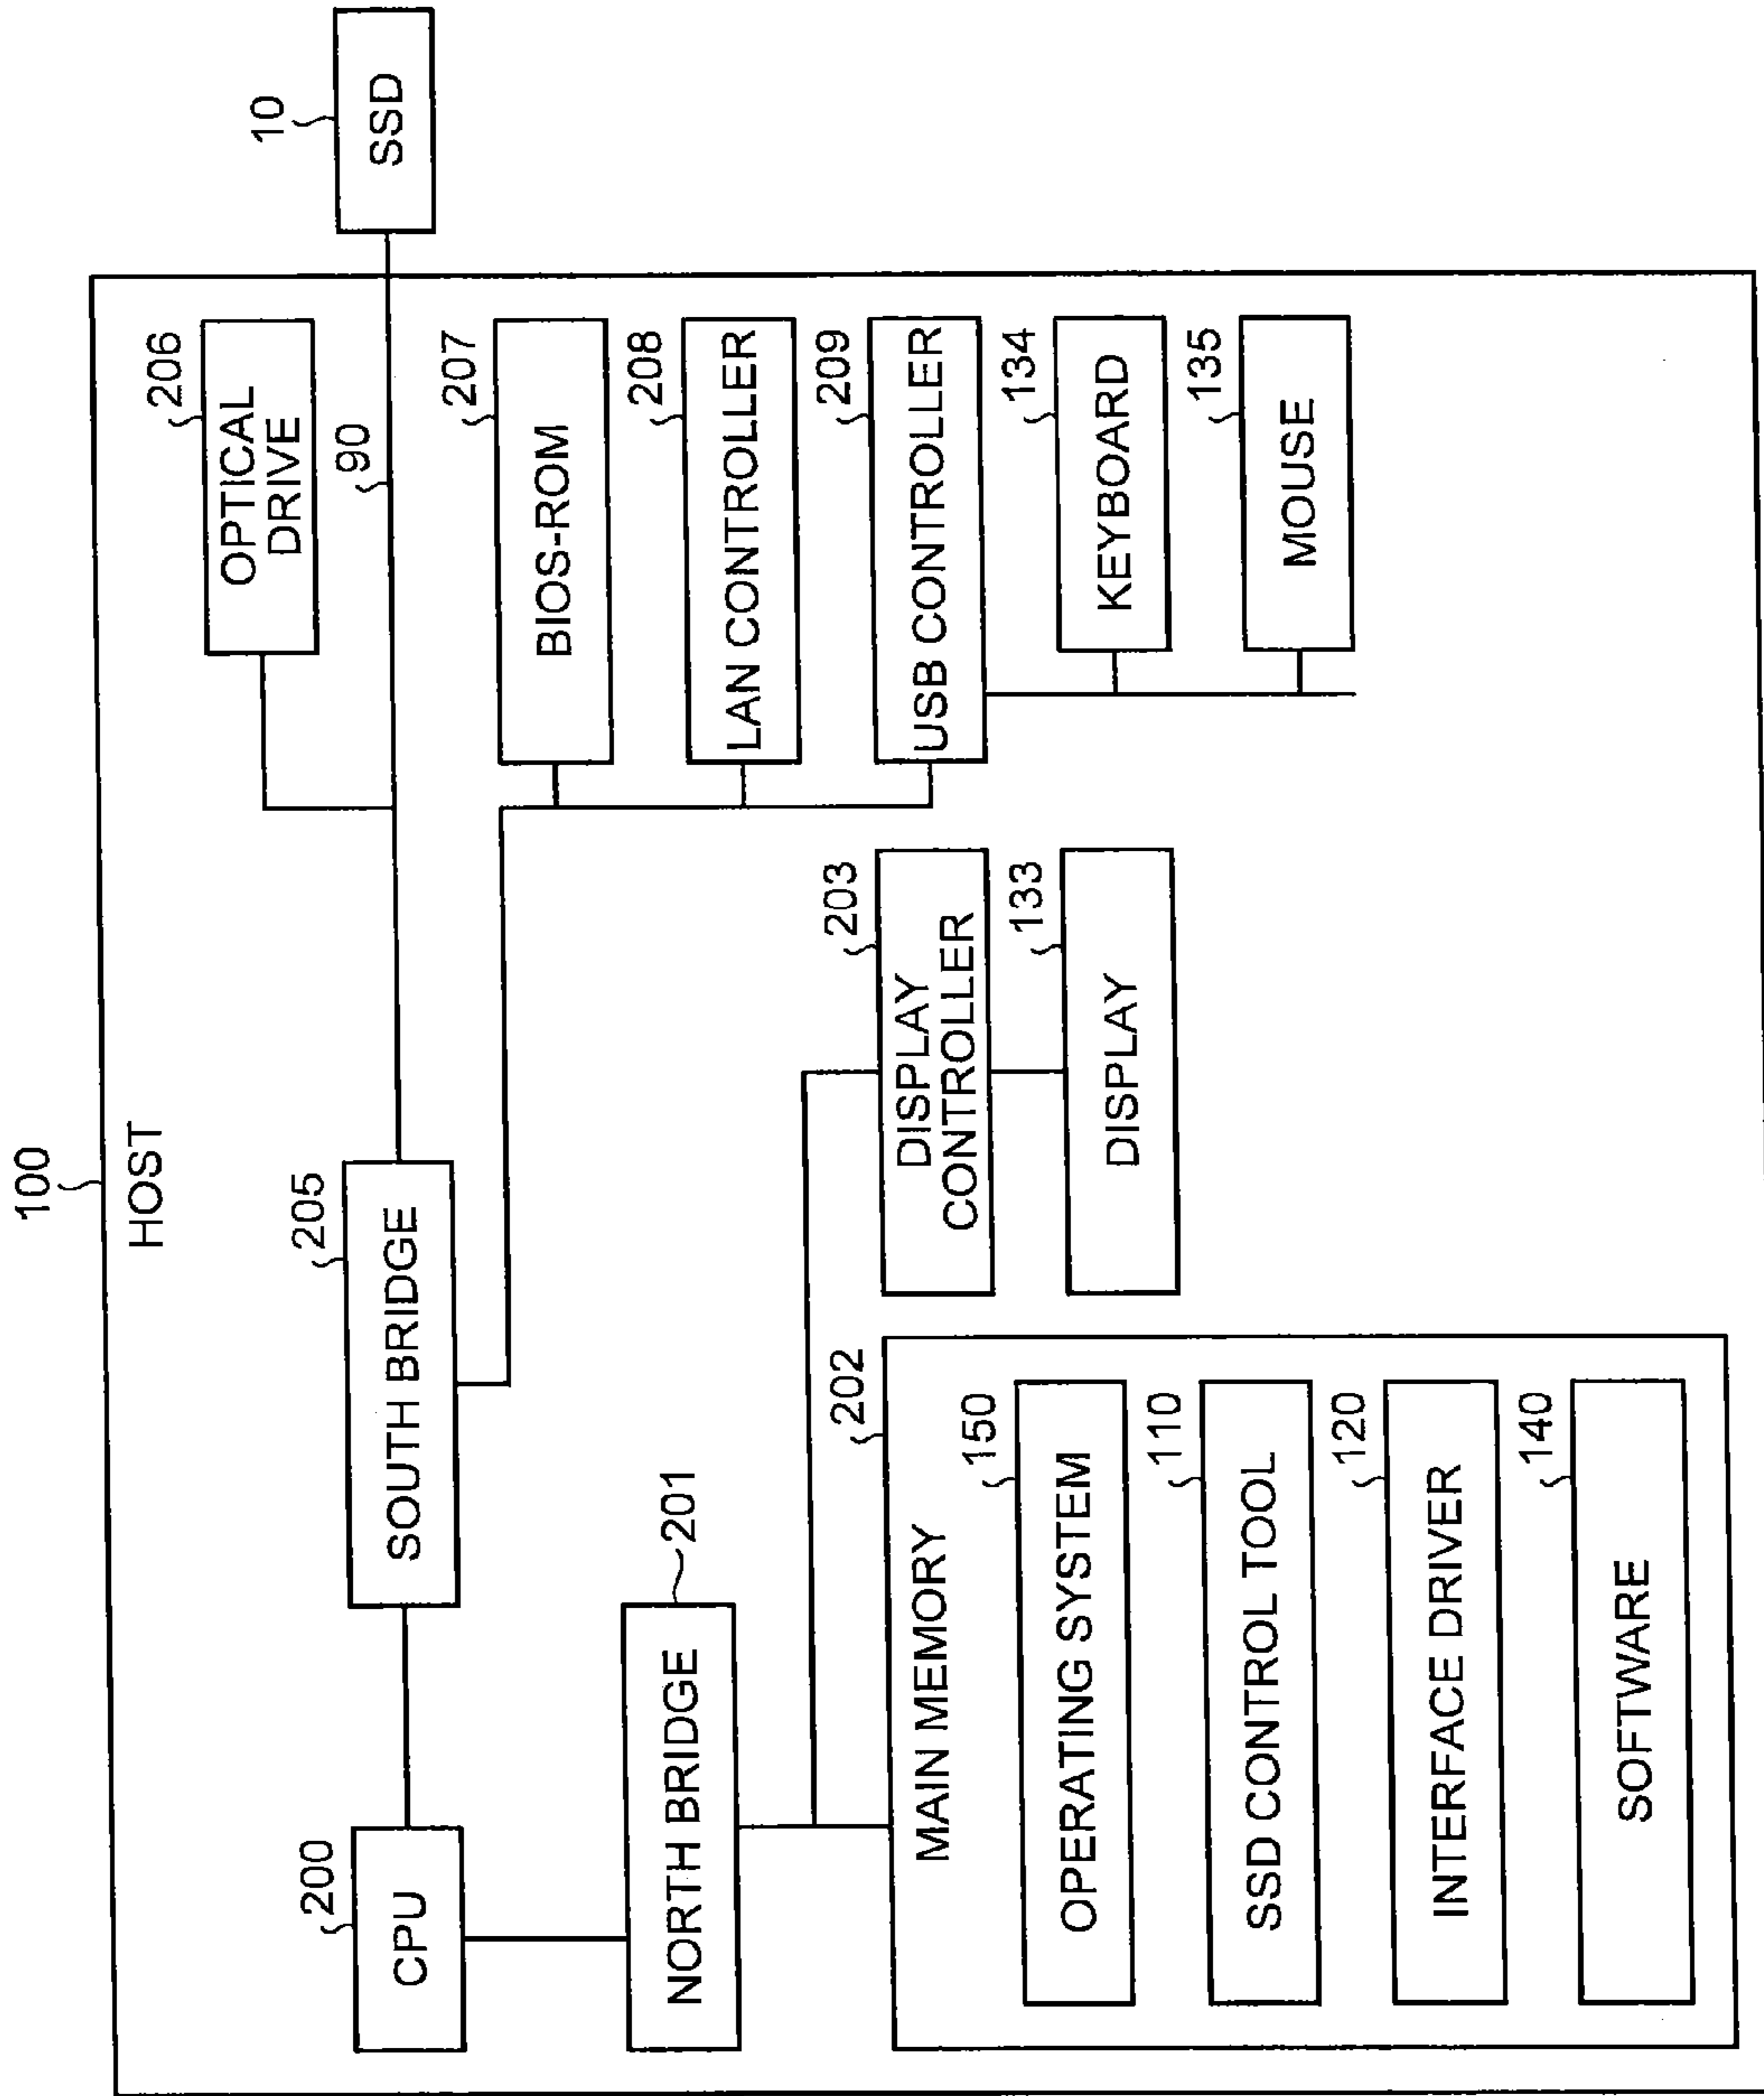 100
HOST
200
CPU
205
SOUTH BRIDGE
206
OPTICAL
DRIVE
90
10
SSD
201
NORTH BRIDGE
207
BIOS-ROM
208
LAN CONTROLLER
209
USB CONTROLLER
134
KEYBOARD
135
MOUSE
203
DISPLAY
CONTROLLER
133
DISPLAY
202
MAIN MEMORY
150
OPERATING SYSTEM
110
SSD CONTROL TOOL
120
INTERFACE DRIVER
140
SOFTWARE